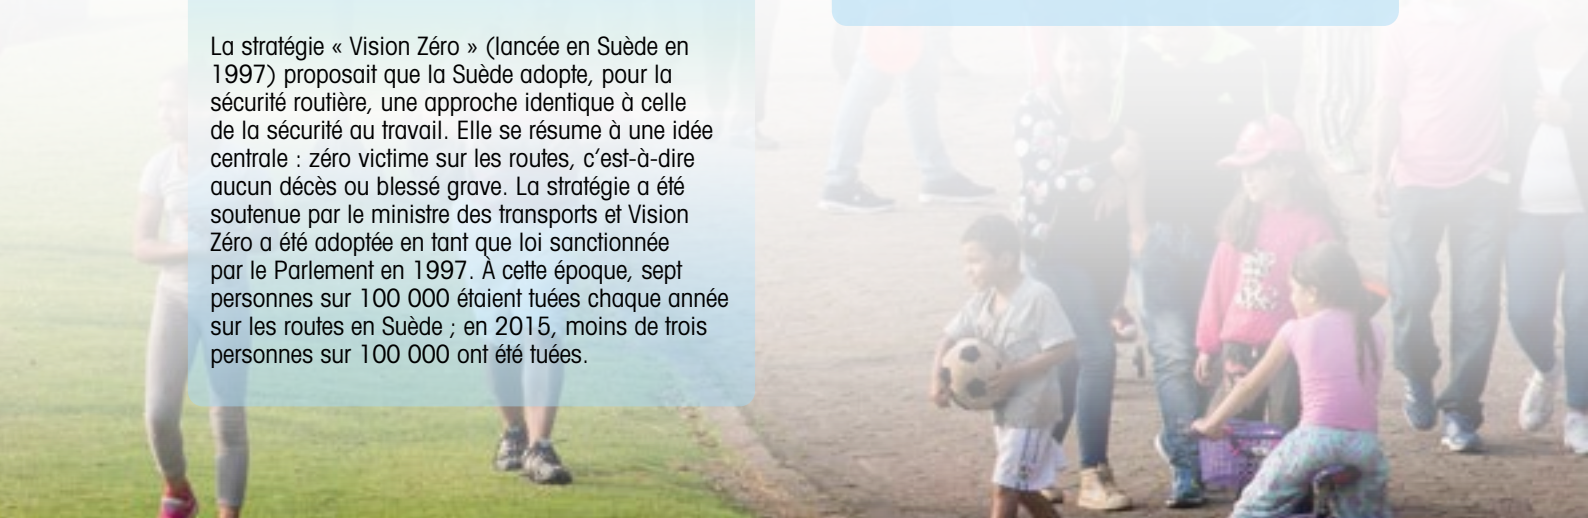 La stratégie « Vision Zéro » (lancée en Suède en
1997) proposait que la Suède adopte, pour la
sécurité routière, une approche identique à celle
de la sécurité au travail. Elle se résume à une idée
centrale : zéro victime sur les routes, c’est-à-dire
aucun décès ou blessé grave. La stratégie a été
soutenue par le ministre des transports et Vision
Zéro a été adoptée en tant que loi sanctionnée
par le Parlement en 1997. À cette époque, sept
personnes sur 100 000 étaient tuées chaque année
sur les routes en Suède ; en 2015, moins de trois
personnes sur 100 000 ont été tuées.